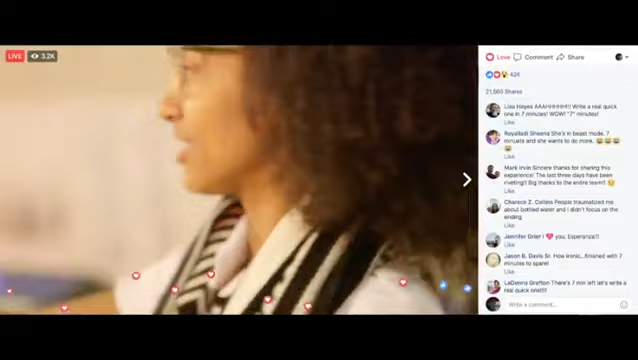 LIVE 3.2K
Love Comment Share
42K
21,560 Shares
Lisa Hayes AAAHHHHH!! Write a real quick
one in 7 minutes! WOW! "7" minutes!
Like
Royalladi Sheena She's in beast mode. 7
minuets and she wants to do more.
Like
Mark Irvin Sincere thanks for sharing this
experience! The last three days have been
riveting!! Big thanks to the entire team!!
Like
Charece Z. Collins People traumatized me
about bottled water and I didn't focus on the
ending
Like
Jennifer Grier I you, Esperanza!!
Like
Jason B. Davis Sr. How ironic...finished with 7
minutes to spare!
Like
LaDonna Grafton There's 7 min left let's write a
real quick one!!!!
Write a comment...